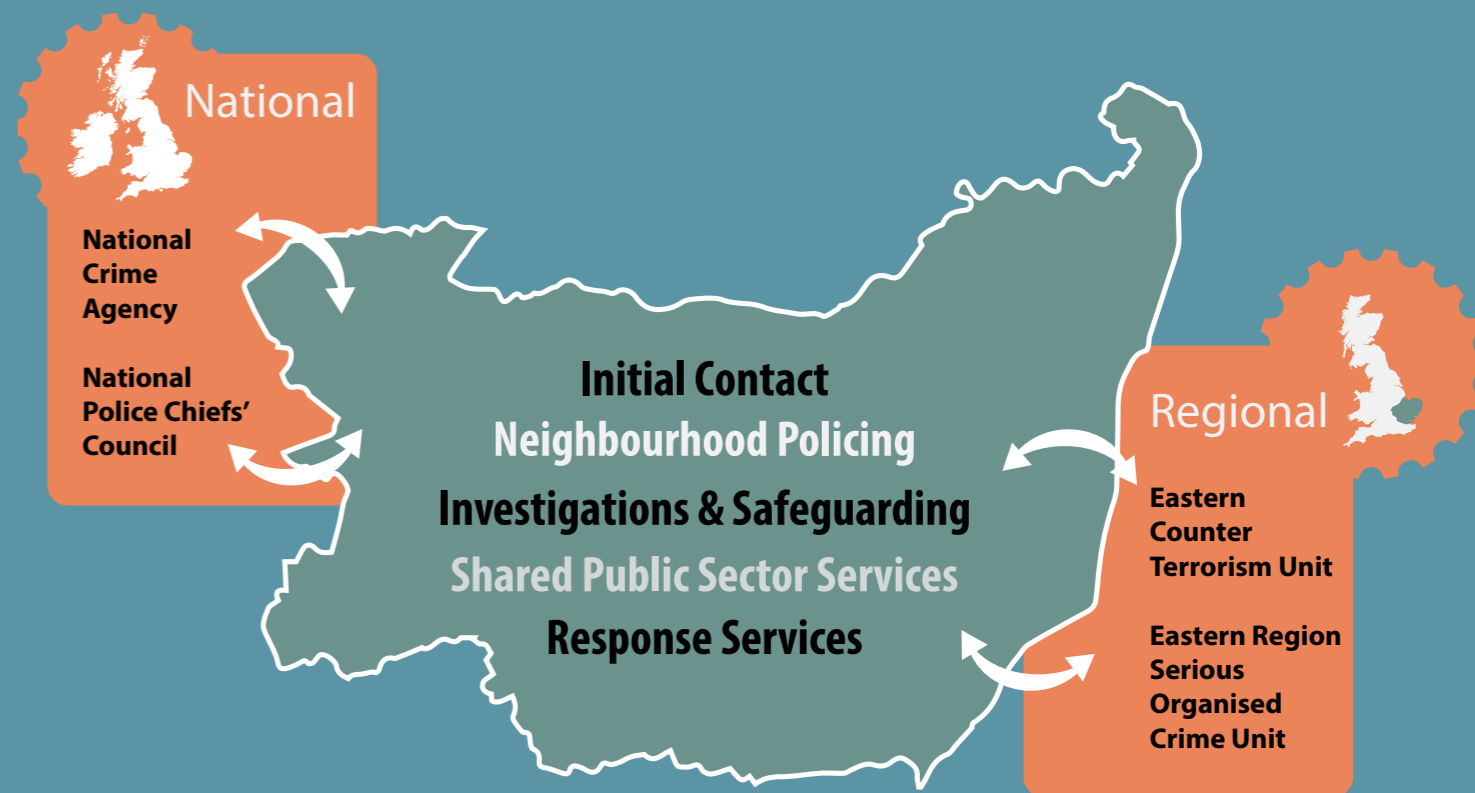 National
National
Crime
Agency
National
Police Chiefs’
Council
Initial Contact
Neighbourhood Policing
Investigations & Safeguarding
Shared Public Sector Services
Response Services
Regional
Eastern
Counter
Terrorism Unit
Eastern Region
Serious
Organised
Crime Unit